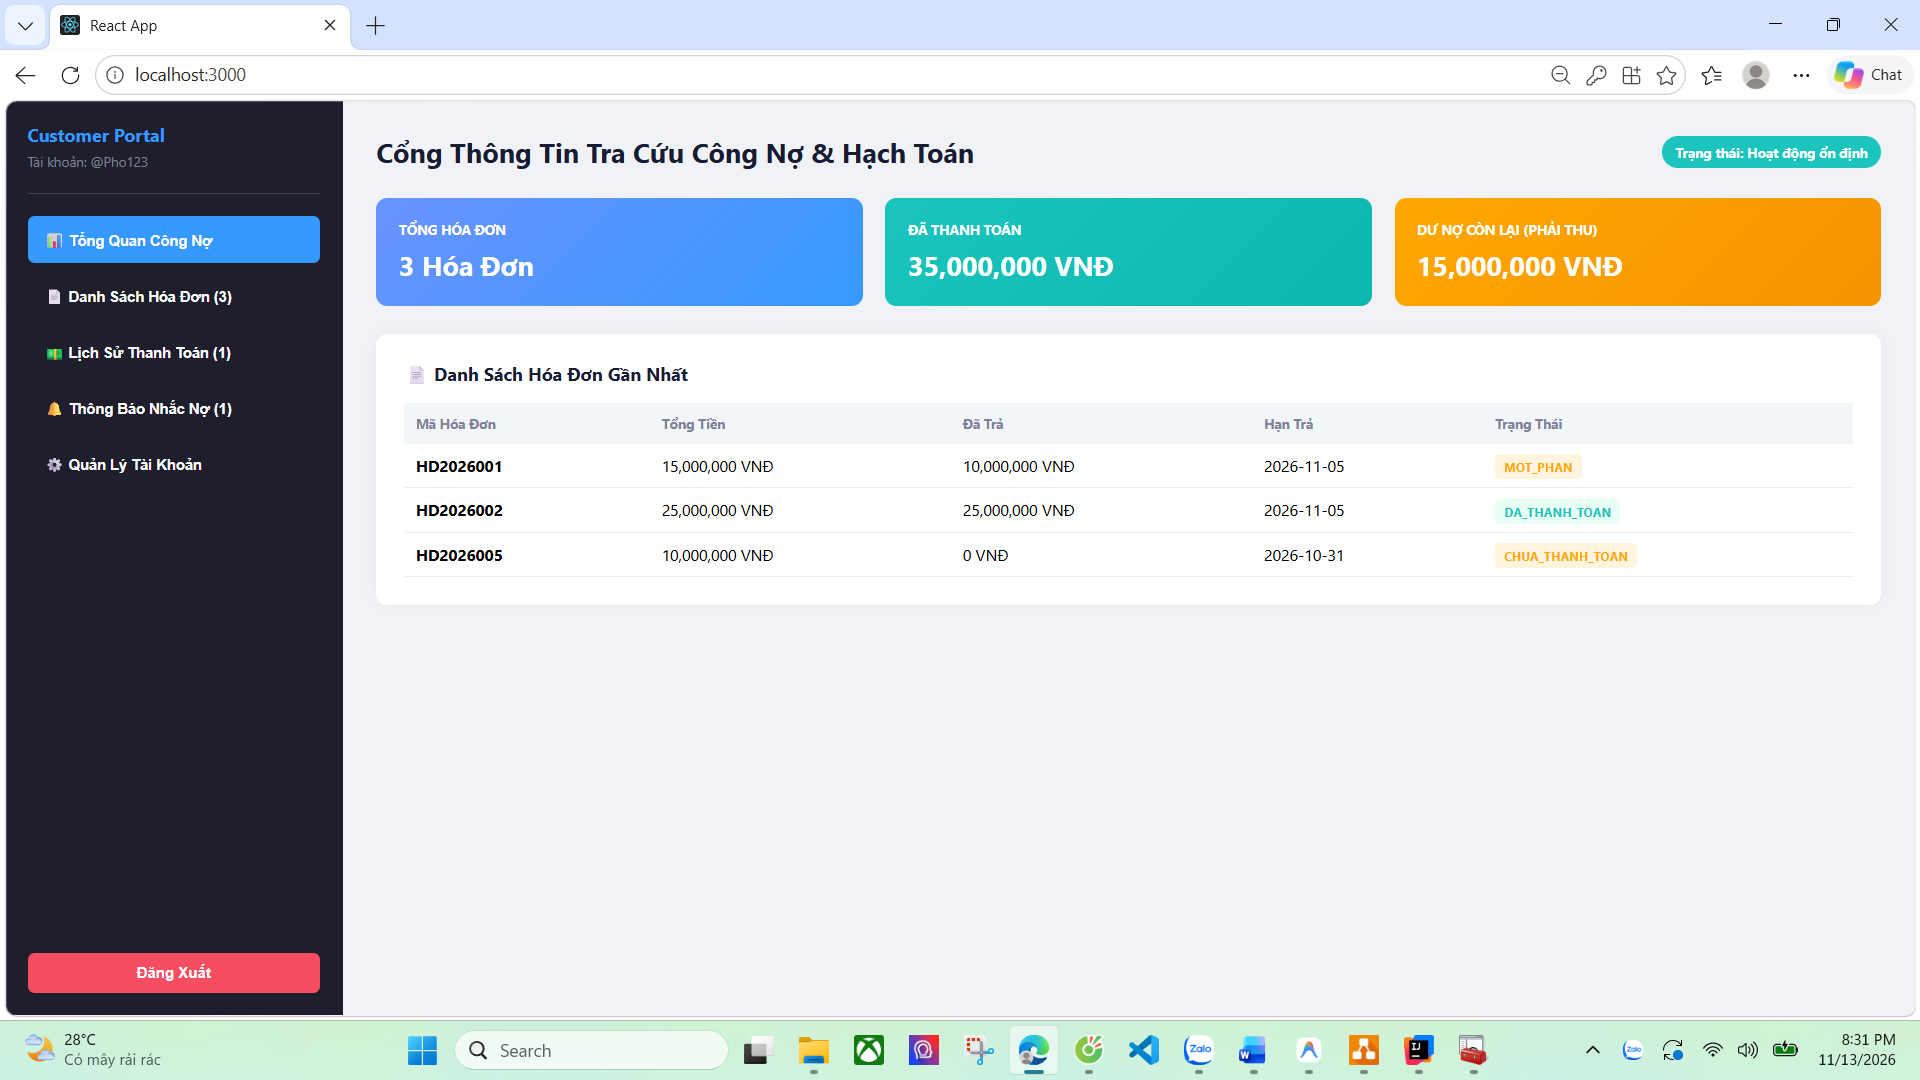 React App
localhost:3000
Chat
Customer Portal
Tài khoản: @Pho123
Tổng Quan Công Nợ
Danh Sách Hóa Đơn (3)
Lịch Sử Thanh Toán (1)
Thông Báo Nhắc Nợ (1)
Quản Lý Tài Khoản
Đăng Xuất
Cổng Thông Tin Tra Cứu Công Nợ & Hạch Toán
Trạng thái: Hoạt động ổn định
TỔNG HÓA ĐƠN
3 Hóa Đơn
ĐÃ THANH TOÁN
35,000,000 VNĐ
DƯ NỢ CÒN LẠI (PHẢI THU)
15,000,000 VNĐ
Danh Sách Hóa Đơn Gần Nhất
Mã Hóa Đơn Tổng Tiền Đã Trả Hạn Trả Trạng Thái
HD2026001 15,000,000 VNĐ 10,000,000 VNĐ 2026-11-05 MOT_PHAN
HD2026002 25,000,000 VNĐ 25,000,000 VNĐ 2026-11-05 DA_THANH_TOAN
HD2026005 10,000,000 VNĐ 0 VNĐ 2026-10-31 CHUA_THANH_TOAN
28°C
Có mây rải rác
Search
Zalo
Zalo
8:31 PM
11/13/2026